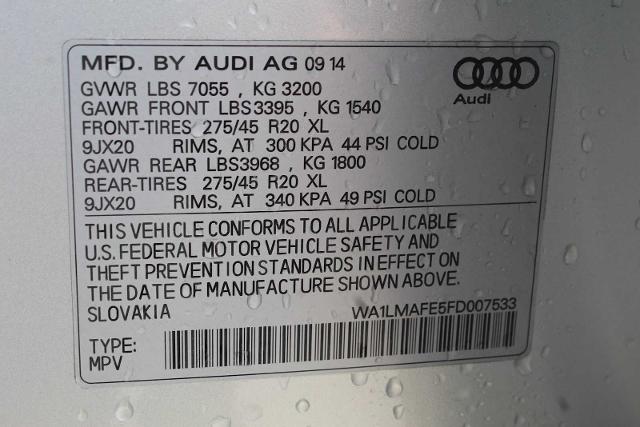 MFD. BY AUDI AG 09 14
GVWR LBS 7055 , KG 3200
GAWR FRONT LBS3395 , KG 1540
FRONT-TIRES 275/45 R20 XL
9JX20 RIMS, AT 300 KPA 44 PSI COLD
GAWR REAR LBS3968 , KG 1800
REAR-TIRES 275/45 R20 XL
9JX20 RIMS, AT 340 KPA 49 PSI COLD
Audi
THIS VEHICLE CONFORMS TO ALL APPLICABLE
U.S. FEDERAL MOTOR VEHICLE SAFETY AND
THEFT PREVENTION STANDARDS IN EFFECT ON
THE DATE OF MANUFACTURE SHOWN ABOVE.
SLOVAKIA WA1LMAFE5FD007533
TYPE:
MPV